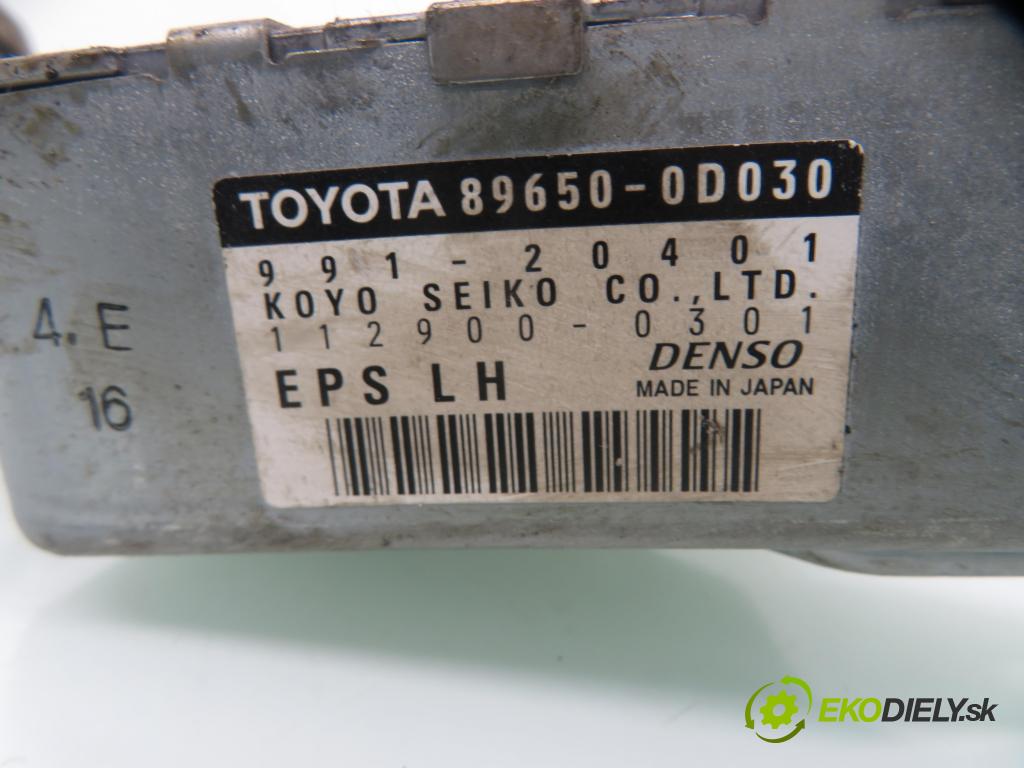 TOYOTA 89650-0D030
991-20401
KOYO SEIKO CO.,LTD.
112900-0301
DENSO
EPS LH
MADE IN JAPAN
4.E
16
EKODIELY.sk